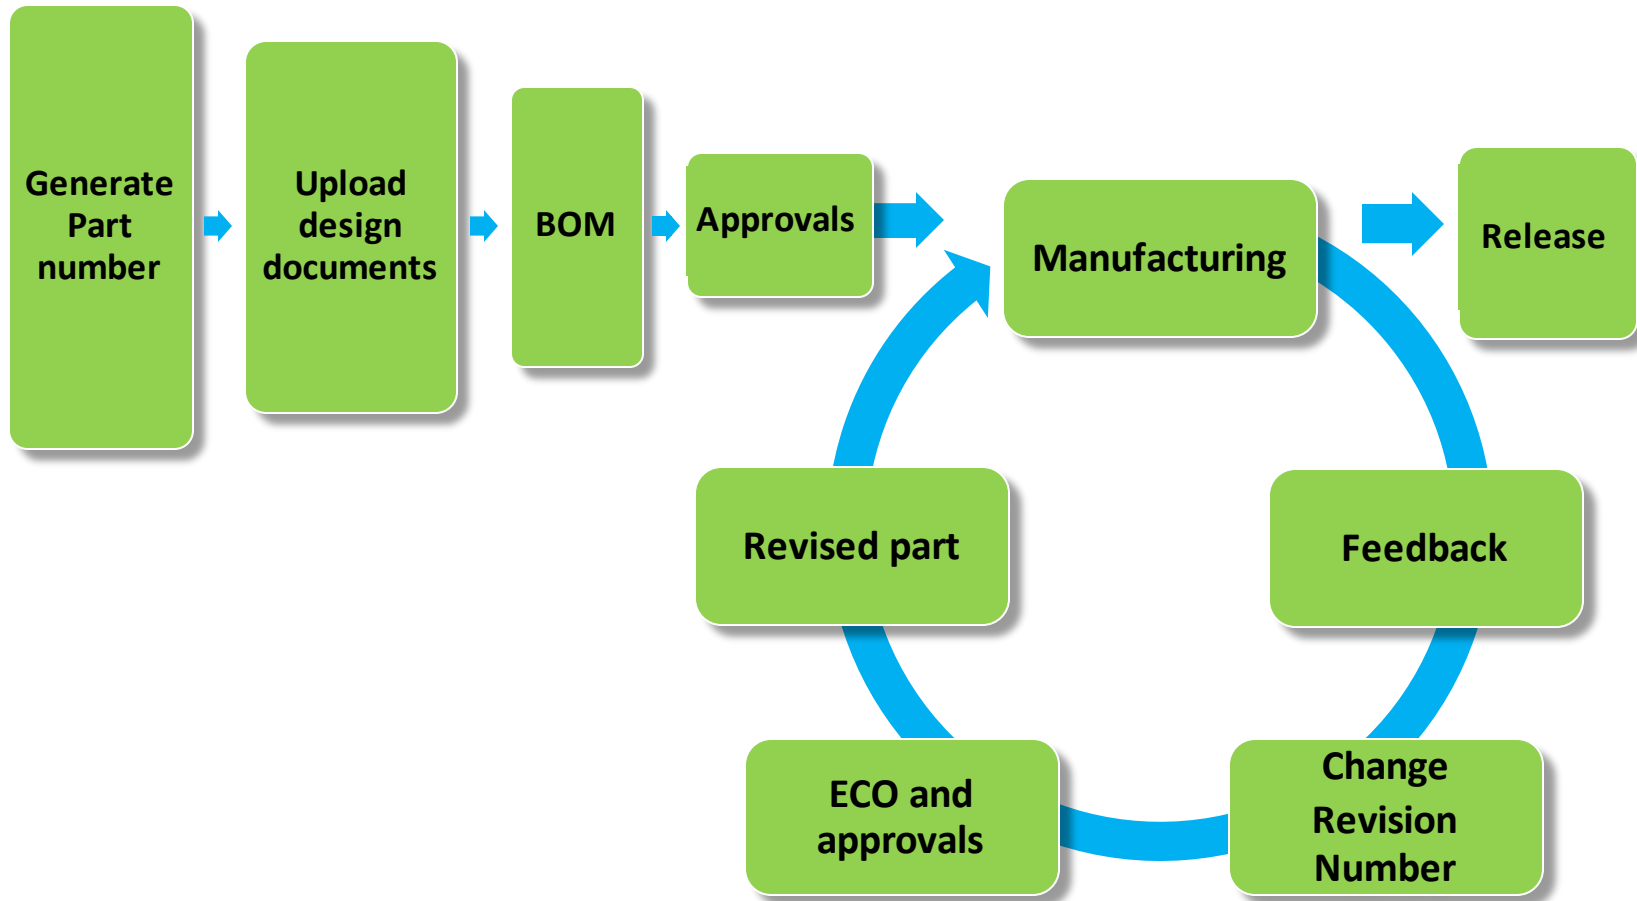 Generate
Part
number
Upload
design
documents
BOM
Approvals
Manufacturing
Release
Revised part
Feedback
ECO and
approvals
Change
Revision
Number